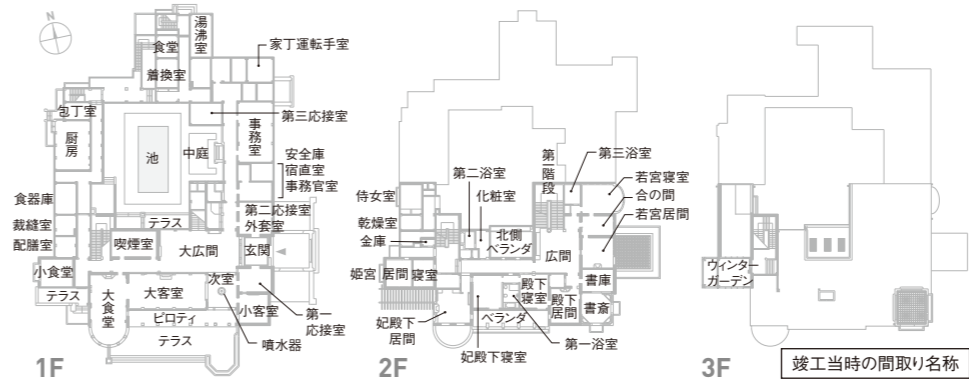 N
湯沸室
食堂
着換室
家丁運転手室
包丁室
第三応接室
厨房
池
中庭
事務室
安全庫
宿直室
事務官室
食器庫
裁縫室
配膳室
テラス
第二応接室
外套室
喫煙室
大広間
玄関
小食堂
テラス
大食堂
大客室
次室
小客室
第一
応接室
ピロティ
テラス
噴水器
1F
第二浴室
化粧室
第一階段
第三浴室
若宮寝室
合の間
若宮居間
侍女室
乾燥室
金庫
北側
ベランダ
広間
姫宮
居間
寝室
殿下
寝室
殿下
居間
書庫
書斎
ベランダ
妃殿下
居間
妃殿下寝室
第一浴室
2F
ウィンター
ガーデン
3F
竣工当時の間取り名称